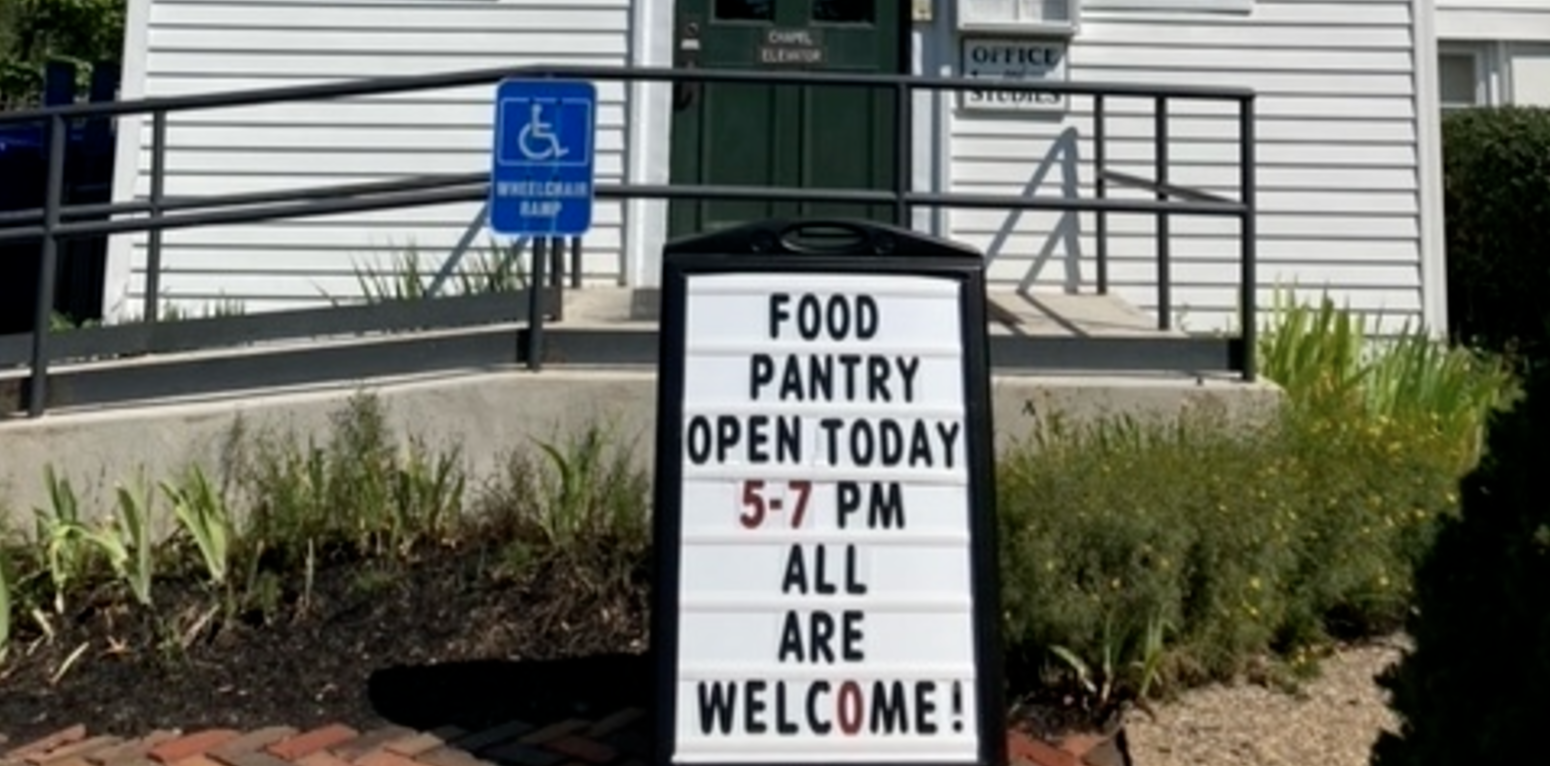 CHAPEL
ELEVATOR
OFFICE
STUDIES
WHEELCHAIR
RAMP
FOOD
PANTRY
OPEN TODAY
5-7 PM
ALL
ARE
WELCOME!